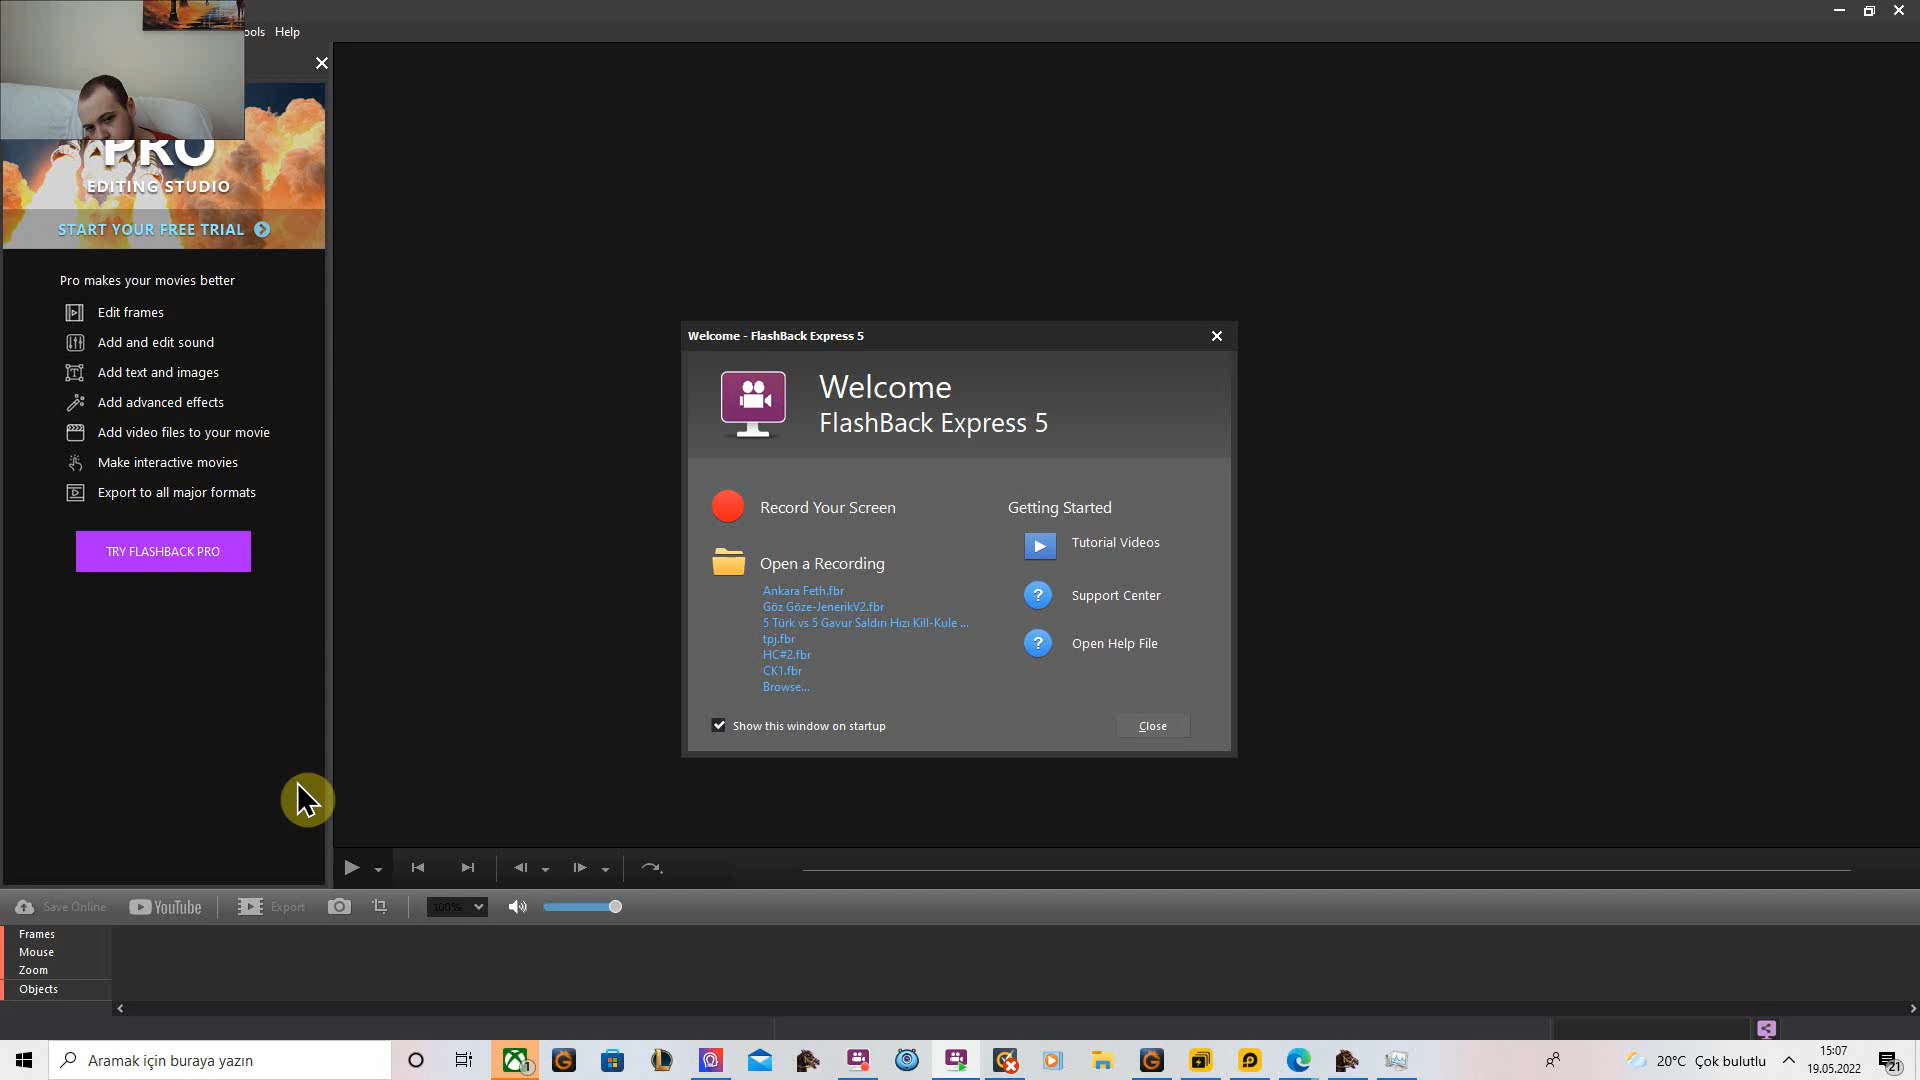 ools Help
PRO
EDITING STUDIO
START YOUR FREE TRIAL
Pro makes your movies better
Edit frames
Add and edit sound
Add text and images
Add advanced effects
Add video files to your movie
Make interactive movies
Export to all major formats
TRY FLASHBACK PRO
Welcome - FlashBack Express 5
Welcome
FlashBack Express 5
Record Your Screen
Open a Recording
Ankara Feth.fbr
Göz Göze-JenerikV2.fbr
5 Türk vs 5 Gavur Saldırı Hızı Kill-Kule ...
tpj.fbr
HC#2.fbr
CK1.fbr
Browse...
Getting Started
Tutorial Videos
Support Center
Open Help File
Show this window on startup
Close
Save Online YouTube Export 100%
Frames
Mouse
Zoom
Objects
Aramak için buraya yazın
1
20°C Çok bulutlu
15:07
19.05.2022
21